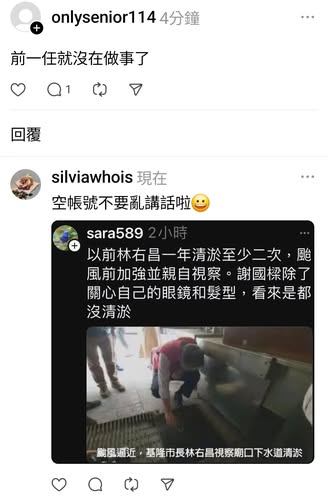 onlysenior114 4分鐘
前一任就沒在做事了
1
回覆
silviawhois 現在
空帳號不要亂講話啦😀
sara589 2小時
以前林右昌一年清淤至少二次，颱
風前加強並親自視察。謝國樑除了
關心自己的眼鏡和髮型，看來是都
沒清淤
颱風逼近，基隆市長林右昌視察廟口下水道清淤